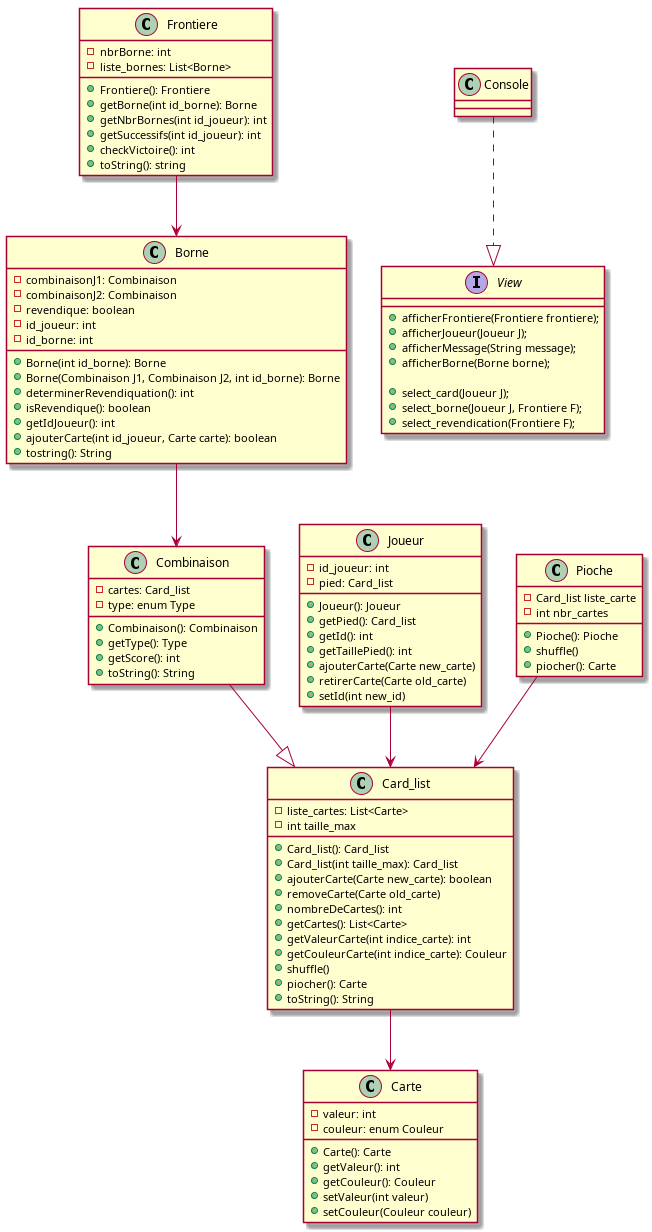 C Frontiere
nbrBorne: int
liste_bornes: List<Borne>
Frontiere(): Frontiere
getBorne(int id_borne): Borne
getNbrBornes(int id_joueur): int
getSuccessifs(int id_joueur): int
checkVictoire(): int
toString(): string
C Console
C Borne
combinaisonJ1: Combinaison
combinaisonJ2: Combinaison
revendique: boolean
id_joueur: int
id_borne: int
Borne(int id_borne): Borne
Borne(Combinaison J1, Combinaison J2, int id_borne): Borne
determinerRevendiquation(): int
isRevendique(): boolean
getIdJoueur(): int
ajouterCarte(int id_joueur, Carte carte): boolean
tostring(): String
I View
afficherFrontiere(Frontiere frontiere);
afficherJoueur(Joueur J);
afficherMessage(String message);
afficherBorne(Borne borne);
select_card(Joueur J);
select_borne(Joueur J, Frontiere F);
select_revendication(Frontiere F);
C Combinaison
cartes: Card_list
type: enum Type
Combinaison(): Combinaison
getType(): Type
getScore(): int
toString(): String
C Joueur
id_joueur: int
pied: Card_list
Joueur(): Joueur
getPied(): Card_list
getId(): int
getTaillePied(): int
ajouterCarte(Carte new_carte)
retirerCarte(Carte old_carte)
setId(int new_id)
C Pioche
Card_list liste_carte
int nbr_cartes
Pioche(): Pioche
shuffle()
piocher(): Carte
C Card_list
liste_cartes: List<Carte>
int taille_max
Card_list(): Card_list
Card_list(int taille_max): Card_list
ajouterCarte(Carte new_carte): boolean
removeCarte(Carte old_carte)
nombreDeCartes(): int
getCartes(): List<Carte>
getValeurCarte(int indice_carte): int
getCouleurCarte(int indice_carte): Couleur
shuffle()
piocher(): Carte
toString(): String
C Carte
valeur: int
couleur: enum Couleur
Carte(): Carte
getValeur(): int
getCouleur(): Couleur
setValeur(int valeur)
setCouleur(Couleur couleur)